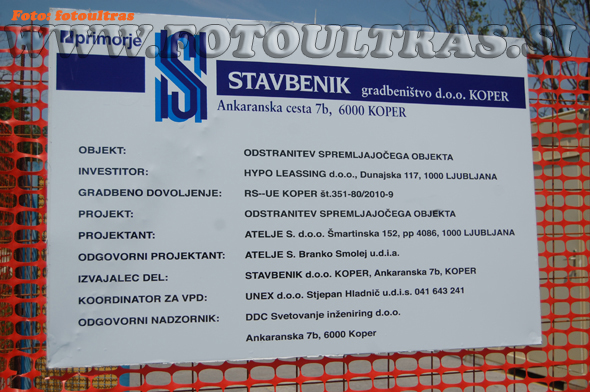 Foto: fotoultras
WWW.FOTOULTRAS.SI
primorje
S
STAVBENIK gradbeništvo d.o.o. KOPER
Ankaranska cesta 7b, 6000 KOPER
OBJEKT: ODSTRANITEV SPREMLJAJOČEGA OBJEKTA
INVESTITOR: HYPO LEASSING d.o.o., Dunajska 117, 1000 LJUBLJANA
GRADBENO DOVOLJENJE: RS--UE KOPER št.351-80/2010-9
PROJEKT: ODSTRANITEV SPREMLJAJOČEGA OBJEKTA
PROJEKTANT: ATELJE S. d.o.o. Šmartinska 152, pp 4086, 1000 LJUBLJANA
ODGOVORNI PROJEKTANT: ATELJE S. Branko Smolej u.d.i.a.
IZVAJALEC DEL: STAVBENIK d.o.o. KOPER, Ankaranska 7b, KOPER
KOORDINATOR ZA VPD: UNEX d.o.o. Stjepan Hladnič u.d.i.s. 041 643 241
ODGOVORNI NADZORNIK: DDC Svetovanje inženiring d.o.o.
Ankaranska 7b, 6000 Koper